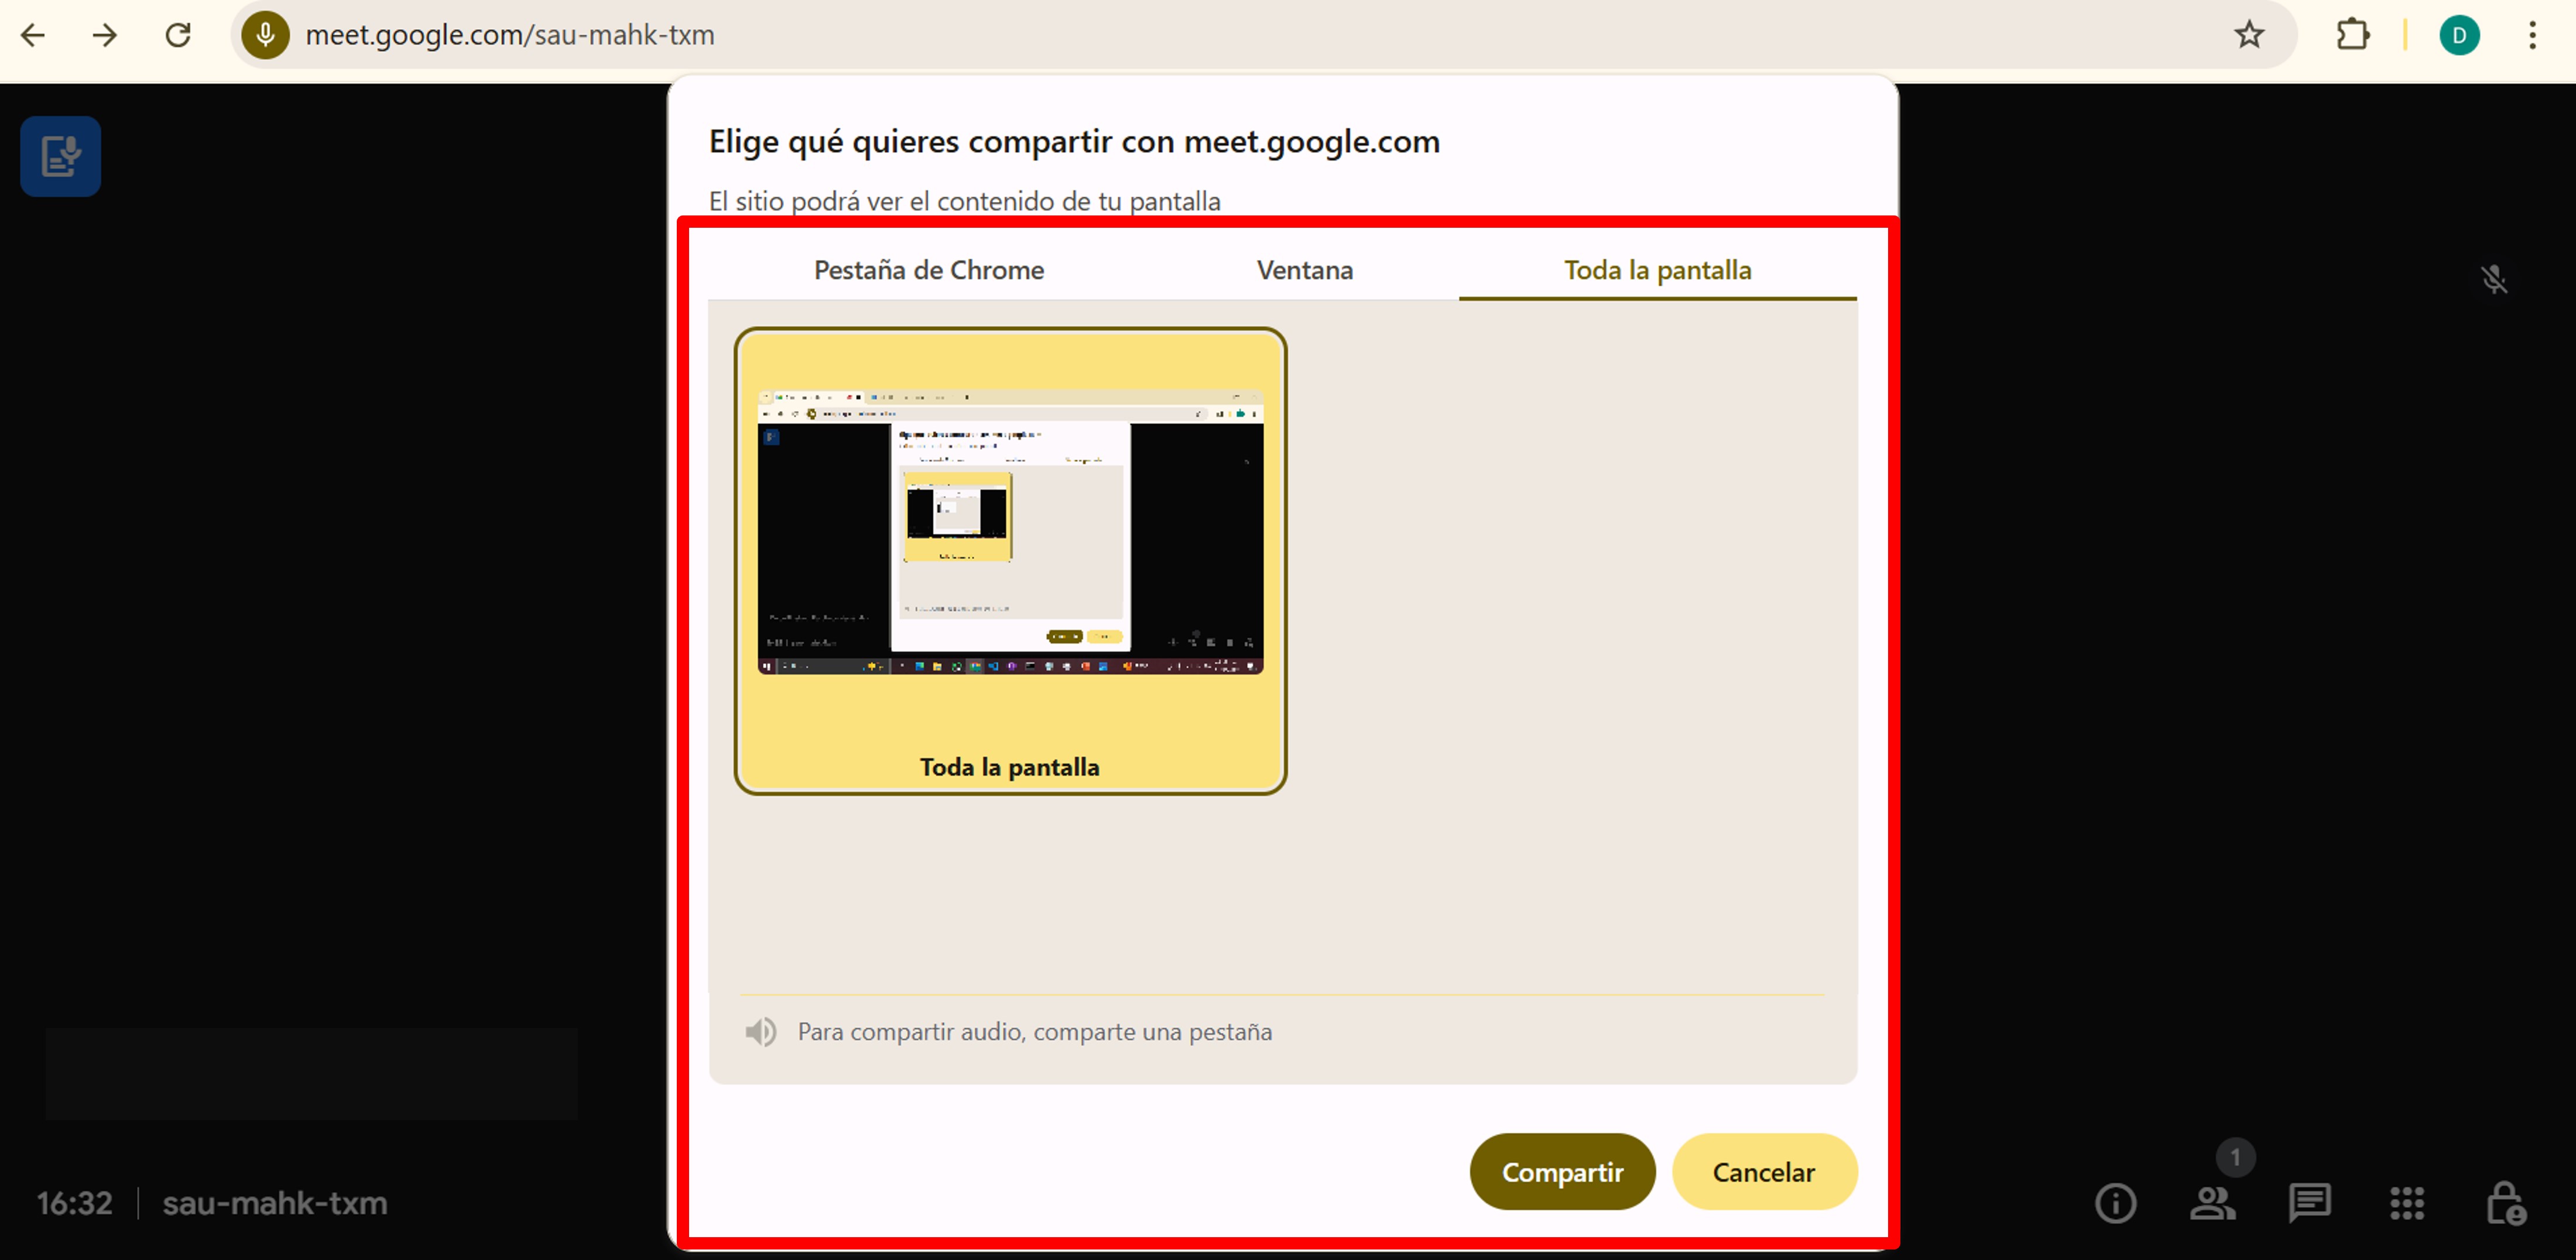 meet.google.com/sau-mahk-txm
D
Elige qué quieres compartir con meet.google.com
El sitio podrá ver el contenido de tu pantalla
Pestaña de Chrome
Ventana
Toda la pantalla
Toda la pantalla
Para compartir audio, comparte una pestaña
Compartir
Cancelar
1
16:32
sau-mahk-txm